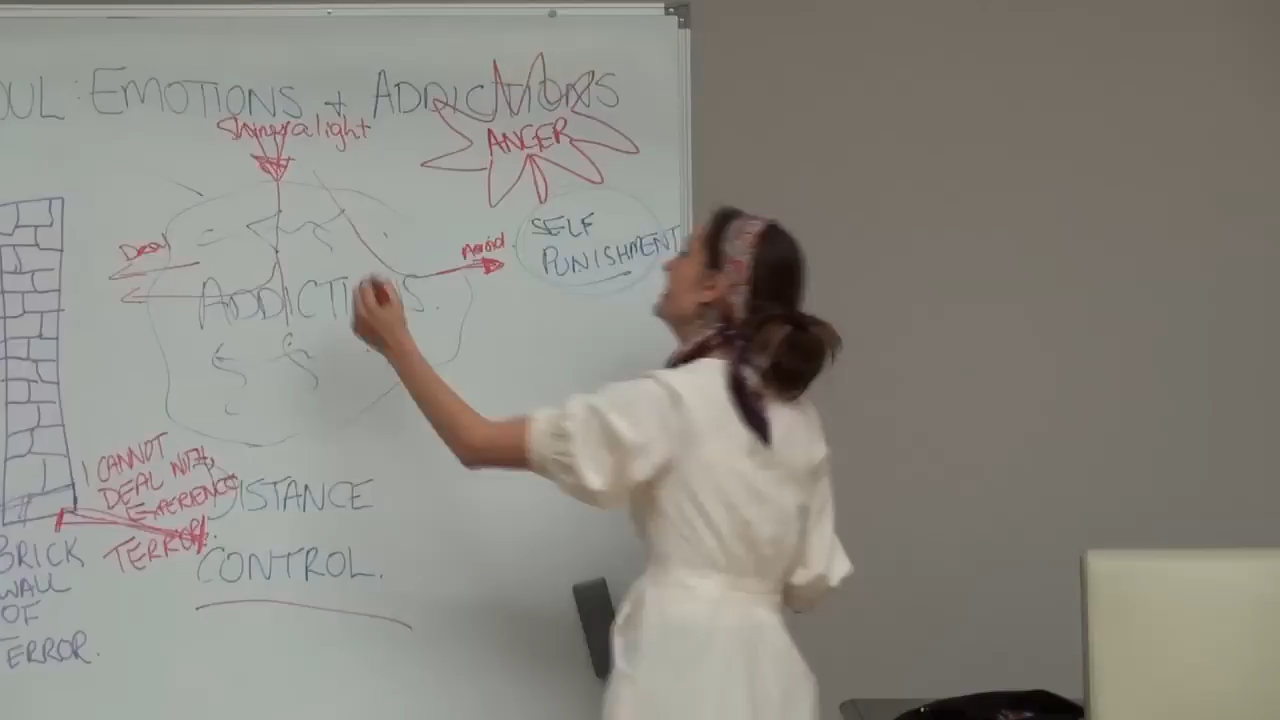 OUL: EMOTIONS + ADDICTIONS
Shining a light
ANGER
Deal
Avoid
SELF
PUNISHMENT
ADDICTIONS.
I CANNOT
DEAL WITH,
EXPERIENCE
TERROR!
DISTANCE
CONTROL.
BRICK
WALL
OF
TERROR.